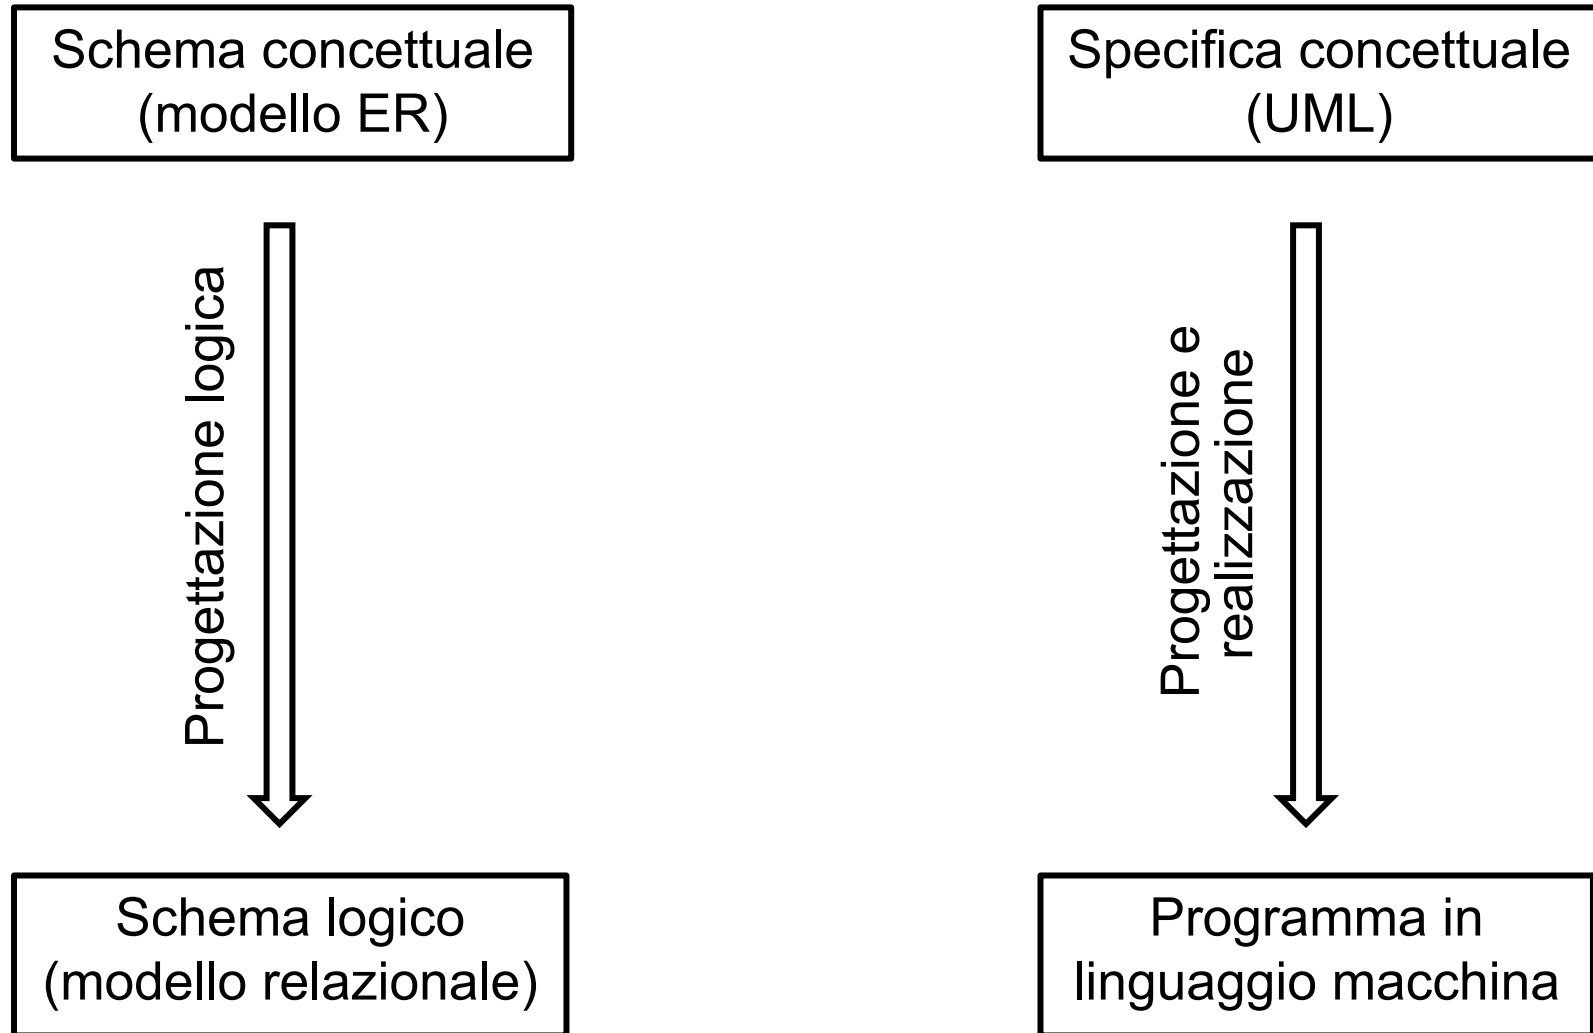 Schema concettuale
(modello ER)
Specifica concettuale
(UML)
Progettazione logica
Progettazione e
realizzazione
Schema logico
(modello relazionale)
Programma in
linguaggio macchina